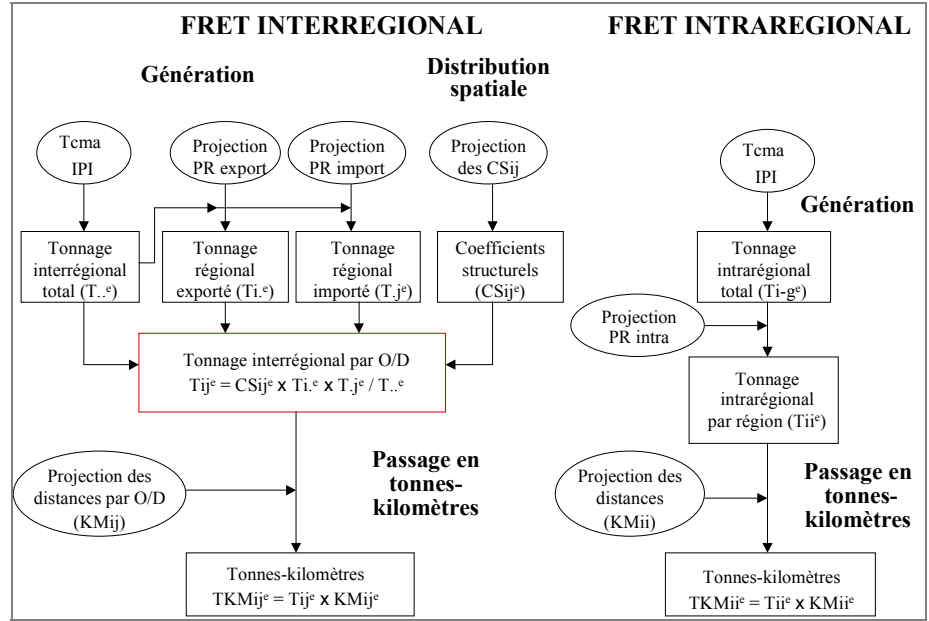 FRET INTERREGIONAL
Génération
Distribution
spatiale
Tcma
IPI
Projection
PR export
Projection
PR import
Projection
des CSij
Tonnage
interrégional
total (T..ᵉ)
Tonnage
régional
exporté (Ti.ᵉ)
Tonnage
régional
importé (T.jᵉ)
Coefficients
structurels
(CSijᵉ)
Tonnage interrégional par O/D
Tijᵉ = CSijᵉ x Ti.ᵉ x T.jᵉ / T..ᵉ
Projection des
distances par O/D
(KMij)
Passage en
tonnes-
kilomètres
Tonnes-kilomètres
TKMijᵉ = Tijᵉ x KMijᵉ
FRET INTRAREGIONAL
Tcma
IPI
Génération
Tonnage
intrarégional
total (Ti-gᵉ)
Projection
PR intra
Tonnage
intrarégional
par région (Tiiᵉ)
Projection des
distances
(KMii)
Passage en
tonnes-
kilomètres
Tonnes-kilomètres
TKMiiᵉ = Tiiᵉ x KMiiᵉ